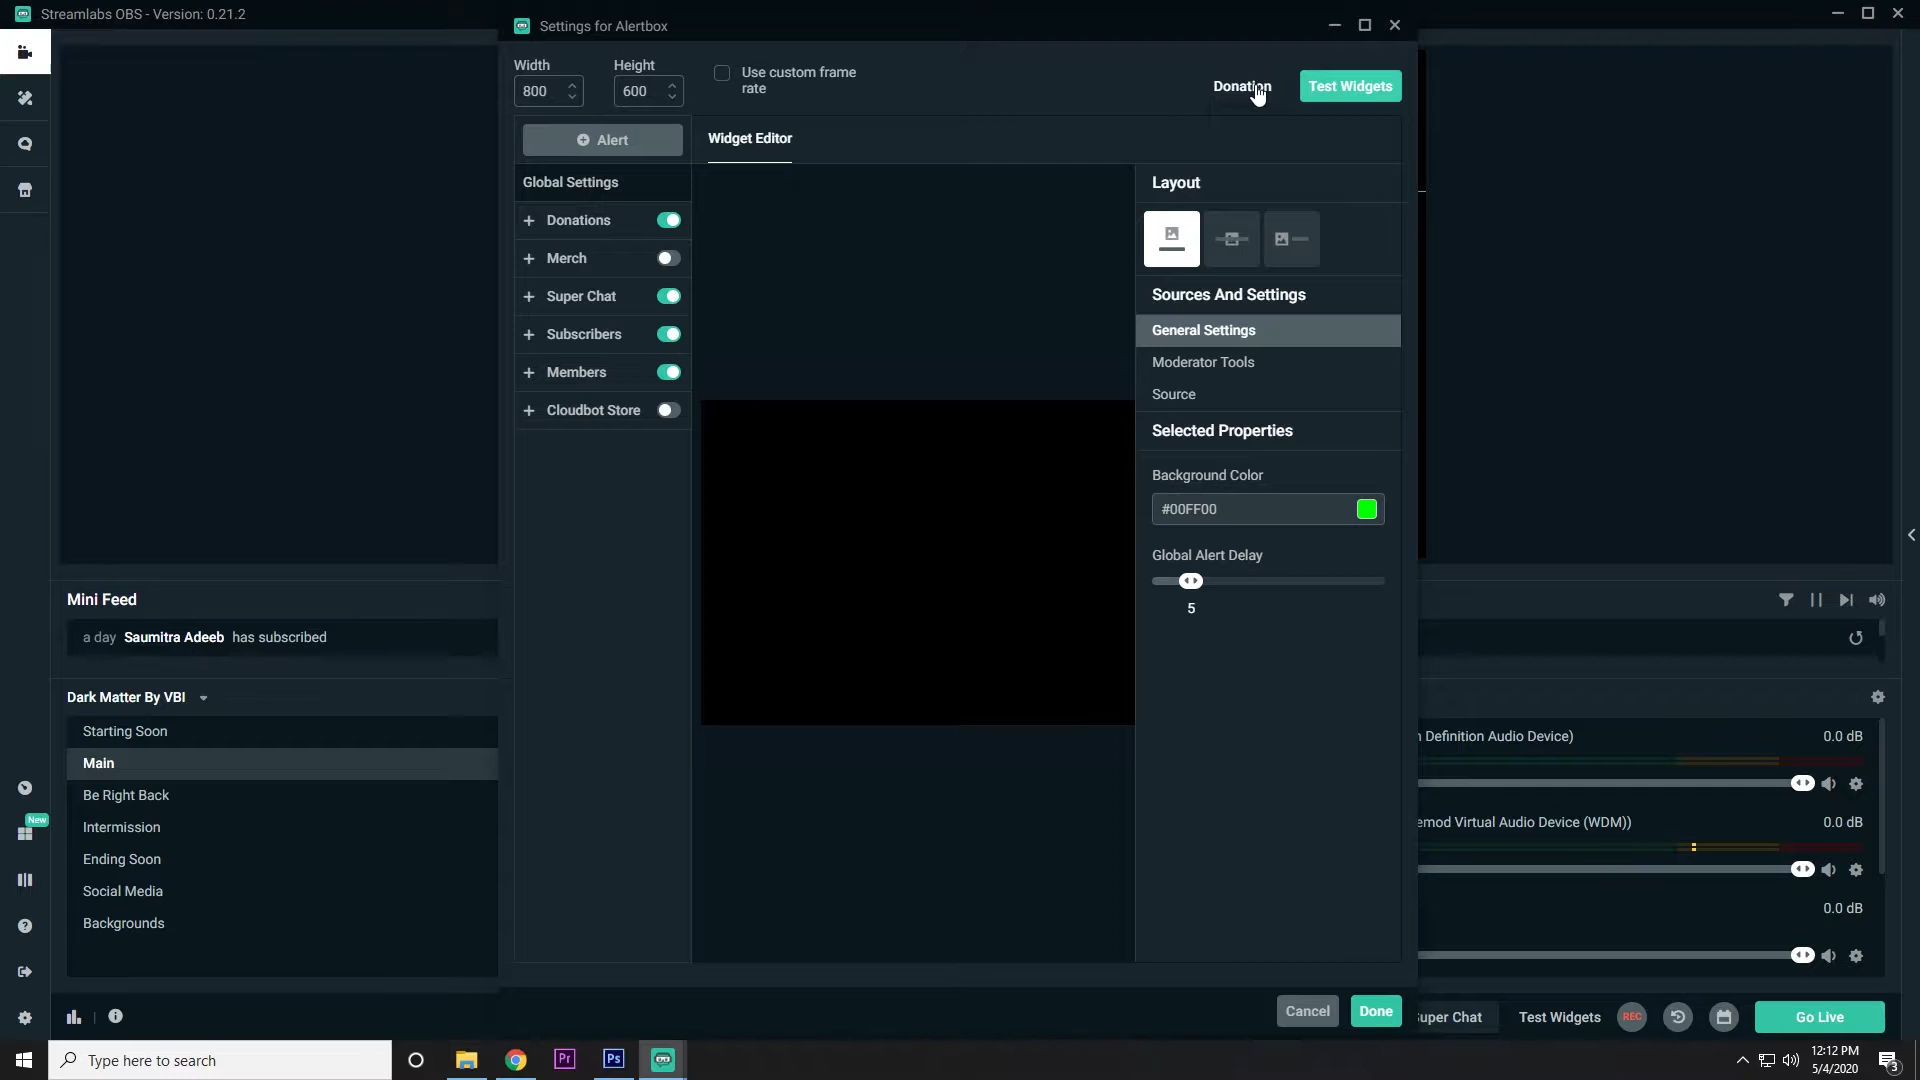 Streamlabs OBS - Version: 0.21.2
Settings for Alertbox
Width
Height
800
600
Use custom frame
rate
Donation
Test Widgets
Alert
Widget Editor
Global Settings
Donations
Merch
Super Chat
Subscribers
Members
Cloudbot Store
Layout
Sources And Settings
General Settings
Moderator Tools
Source
Selected Properties
Background Color
#00FF00
Global Alert Delay
5
Mini Feed
a day Saumitra Adeeb has subscribed
Dark Matter By VBI
Starting Soon
Main
Be Right Back
Intermission
Ending Soon
Social Media
Backgrounds
New
Definition Audio Device)
0.0 dB
emod Virtual Audio Device (WDM))
0.0 dB
0.0 dB
Cancel
Done
uper Chat
Test Widgets
REC
Go Live
Type here to search
Pr
Ps
12:12 PM
5/4/2020
3